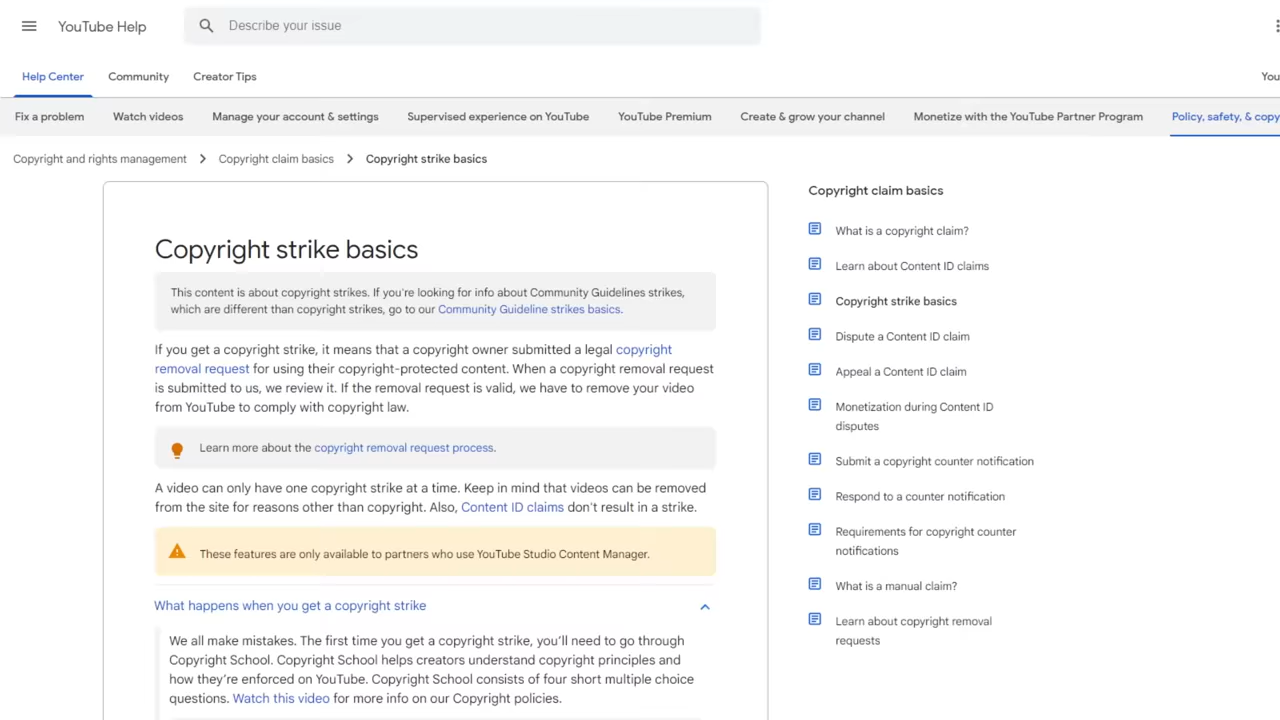 YouTube Help
Describe your issue
Help Center
Community
Creator Tips
You
Fix a problem
Watch videos
Manage your account & settings
Supervised experience on YouTube
YouTube Premium
Create & grow your channel
Monetize with the YouTube Partner Program
Policy, safety, & copy
Copyright and rights management
Copyright claim basics
Copyright strike basics
Copyright strike basics
This content is about copyright strikes. If you're looking for info about Community Guidelines strikes,
which are different than copyright strikes, go to our Community Guideline strikes basics.
If you get a copyright strike, it means that a copyright owner submitted a legal copyright
removal request for using their copyright-protected content. When a copyright removal request
is submitted to us, we review it. If the removal request is valid, we have to remove your video
from YouTube to comply with copyright law.
Learn more about the copyright removal request process.
A video can only have one copyright strike at a time. Keep in mind that videos can be removed
from the site for reasons other than copyright. Also, Content ID claims don't result in a strike.
These features are only available to partners who use YouTube Studio Content Manager.
What happens when you get a copyright strike
We all make mistakes. The first time you get a copyright strike, you’ll need to go through
Copyright School. Copyright School helps creators understand copyright principles and
how they’re enforced on YouTube. Copyright School consists of four short multiple choice
questions. Watch this video for more info on our Copyright policies.
Copyright claim basics
What is a copyright claim?
Learn about Content ID claims
Copyright strike basics
Dispute a Content ID claim
Appeal a Content ID claim
Monetization during Content ID
disputes
Submit a copyright counter notification
Respond to a counter notification
Requirements for copyright counter
notifications
What is a manual claim?
Learn about copyright removal
requests